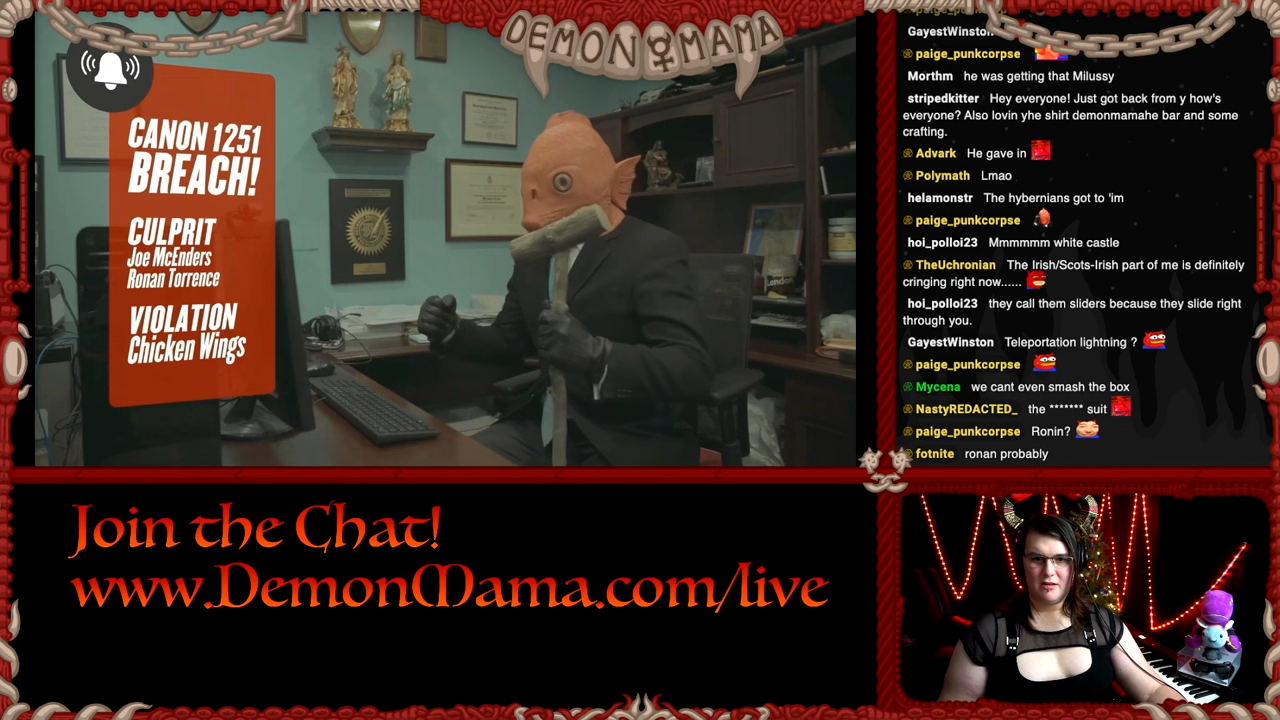 DEMON MAMA
CANON 1251
BREACH!
CULPRIT
Joe McEnders
Ronan Torrence
VIOLATION
Chicken Wings
GayestWinston
paige_punkcorpse
Morthm he was getting that Milussy
stripedkitter Hey everyone! Just got back from y how's
everyone? Also lovin yhe shirt demonmamahe bar and some
crafting.
Advark He gave in
Polymath Lmao
helamonstr The hybernians got to 'im
paige_punkcorpse
hoi_polloi23 Mmmmmm white castle
TheUchronian The Irish/Scots-Irish part of me is definitely
cringing right now......
hoi_polloi23 they call them sliders because they slide right
through you.
GayestWinston Teleportation lightning ?
paige_punkcorpse
Mycena we cant even smash the box
NastyREDACTED_ the ******* suit
paige_punkcorpse Ronin?
fotnite ronan probably
Join the Chat!
www.DemonMama.com/live